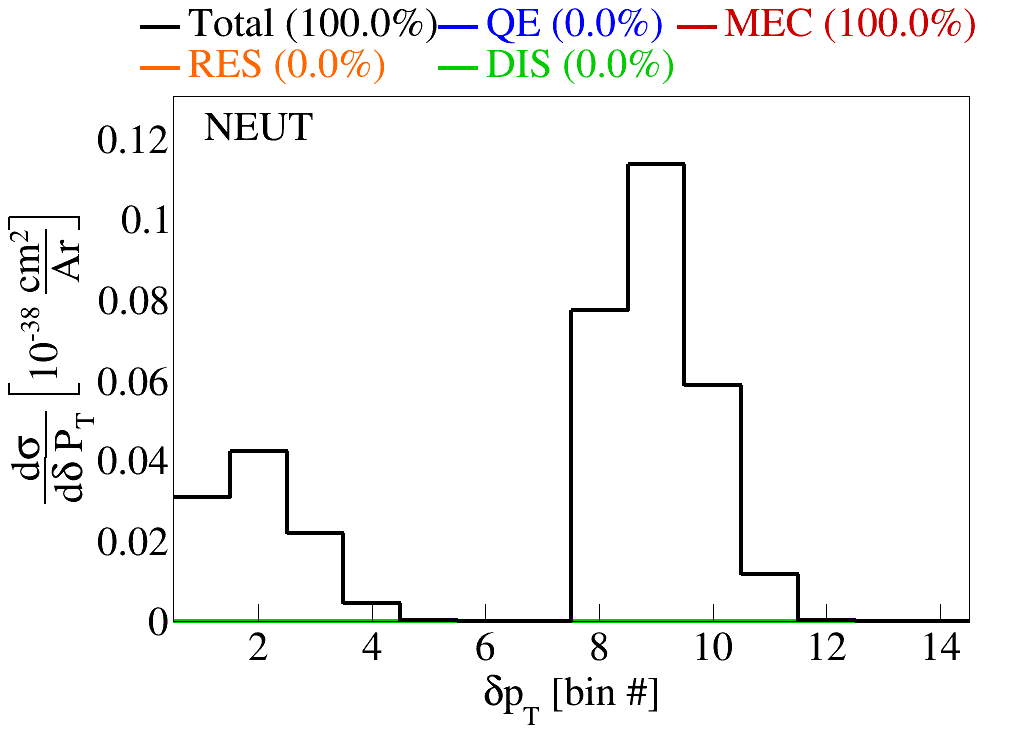 Total (100.0%) QE (0.0%) MEC (100.0%)
RES (0.0%) DIS (0.0%)
NEUT
0.12
0.1
0.08
0.06
0.04
0.02
0
dσ/dδ P_T [10^-38 cm^2/Ar]
2 4 6 8 10 12 14
δp_T [bin #]